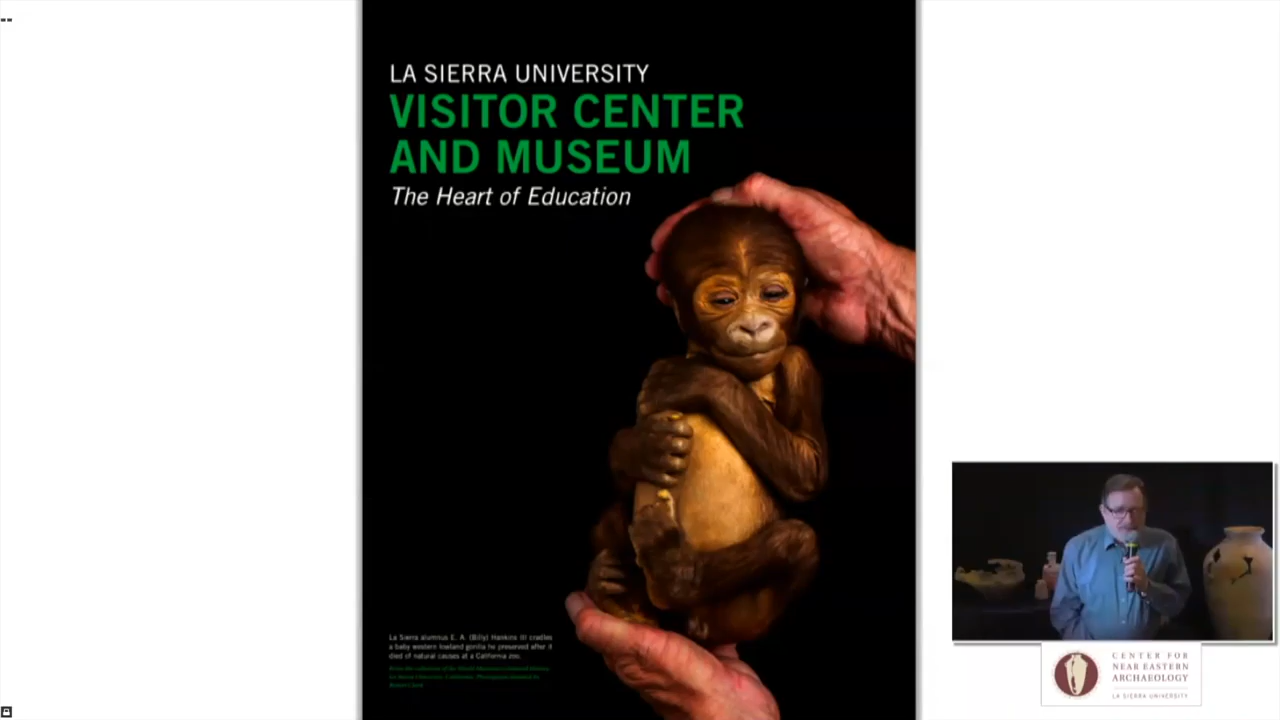 LA SIERRA UNIVERSITY
VISITOR CENTER
AND MUSEUM
The Heart of Education
La Sierra alumnus E. A. (Billy) Hankins III cradles
a baby western lowland gorilla he preserved after it
died of natural causes at a California zoo.
CENTER FOR
NEAR EASTERN
ARCHAEOLOGY
LA SIERRA UNIVERSITY